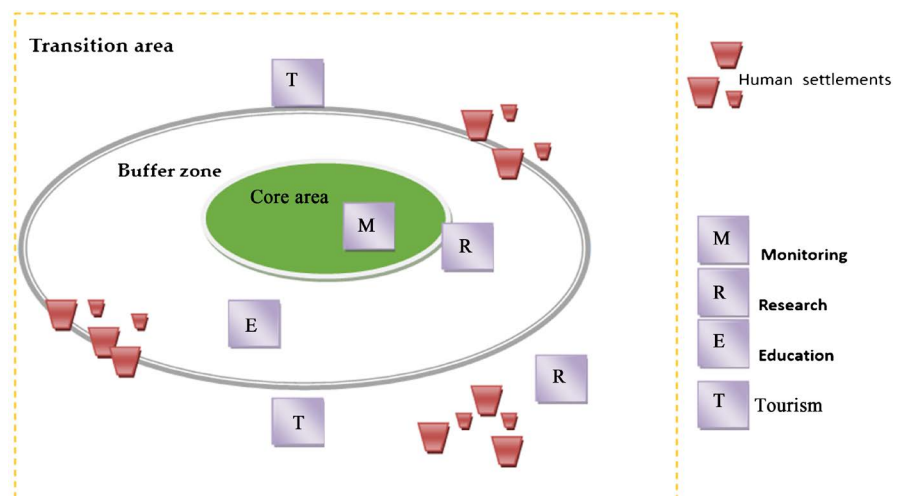 Transition area
T
Human settlements
Buffer zone
Core area
M
R
M
Monitoring
R
Research
E
E
Education
R
T
T
Tourism